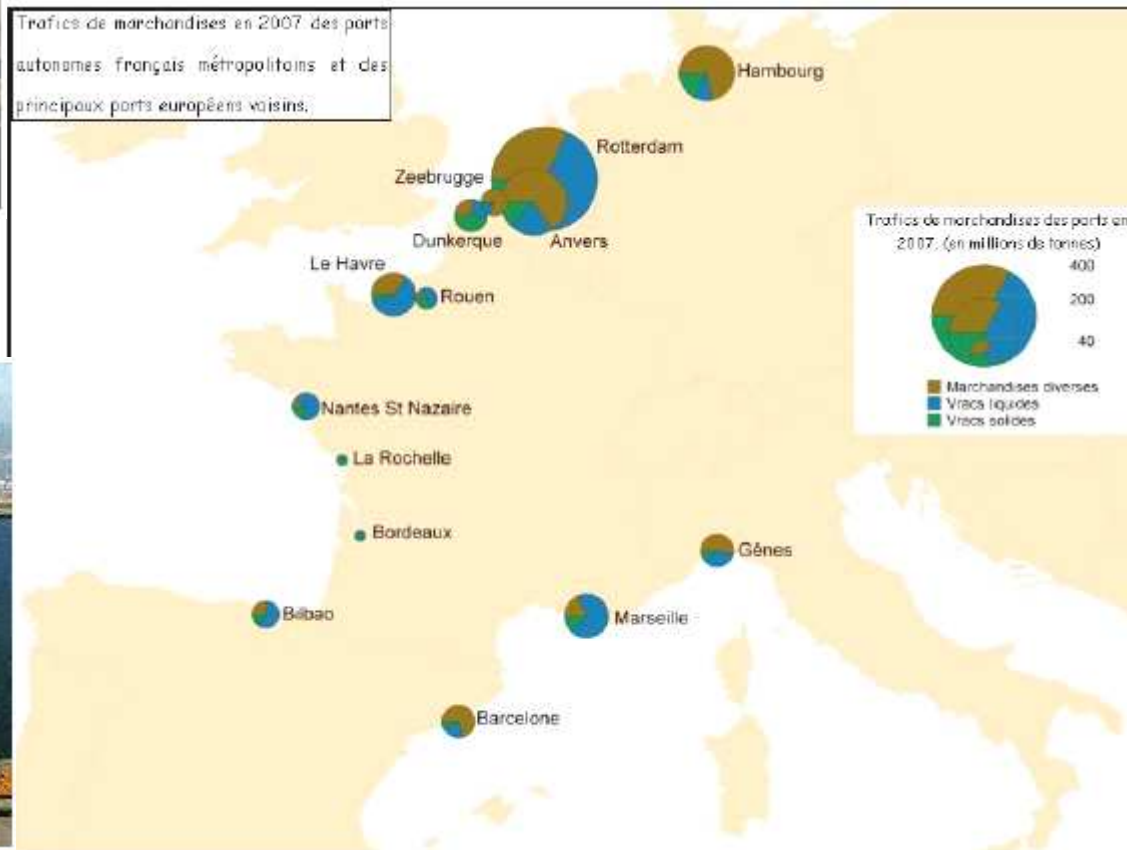 Trafics de marchandises en 2007 des ports
autonomes français métropolitains et des
principaux ports européens voisins.
Hambourg
Rotterdam
Zeebrugge
Dunkerque
Anvers
Le Havre
Rouen
Trafics de marchandises des ports en
2007. (en millions de tonnes)
400
200
40
Marchandises diverses
Vracs liquides
Vracs solides
Nantes St Nazaire
La Rochelle
Bordeaux
Gênes
Bilbao
Marseille
Barcelone